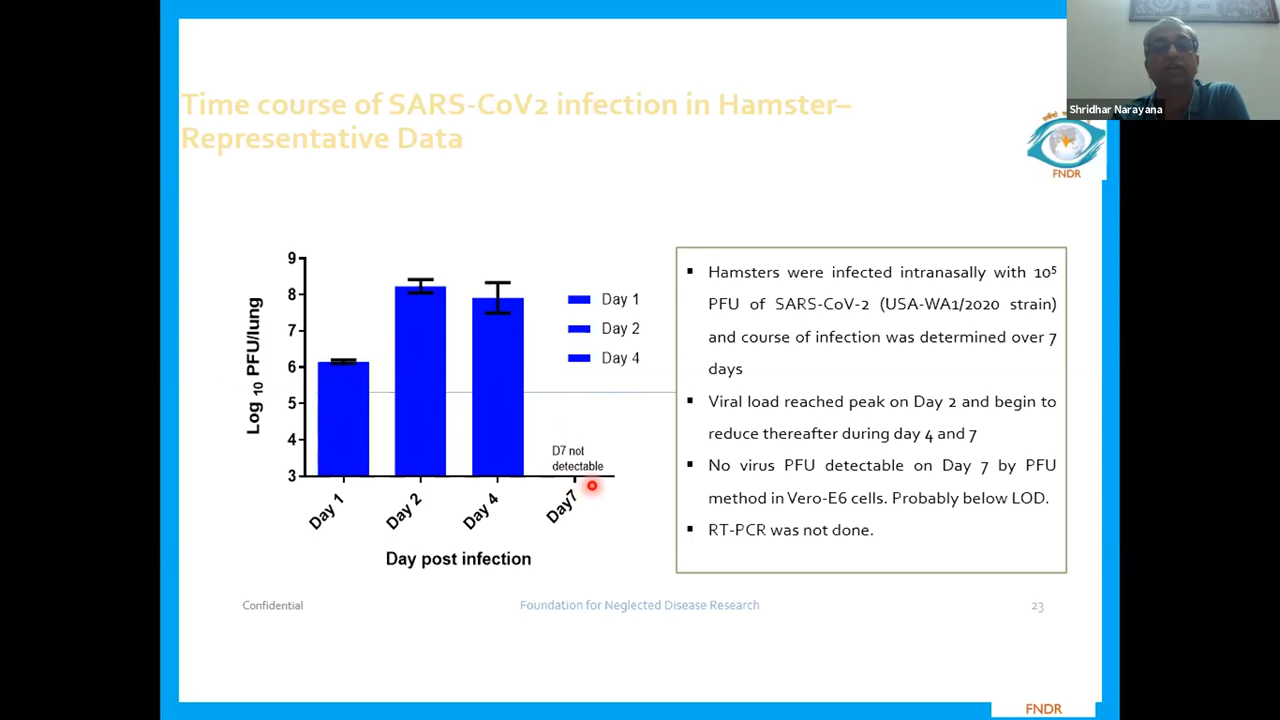 Time course of SARS-CoV2 infection in Hamster–
Representative Data
Shridhar Narayana
FNDR
9
8
7
6
5
4
3
Log 10 PFU/lung
Day 1
Day 2
Day 4
D7 not
detectable
Day 1
Day 2
Day 4
Day7
Day post infection
▪ Hamsters were infected intranasally with 10⁵
PFU of SARS-CoV-2 (USA-WA1/2020 strain)
and course of infection was determined over 7
days
▪ Viral load reached peak on Day 2 and begin to
reduce thereafter during day 4 and 7
▪ No virus PFU detectable on Day 7 by PFU
method in Vero-E6 cells. Probably below LOD.
▪ RT-PCR was not done.
Confidential
Foundation for Neglected Disease Research
23
FNDR